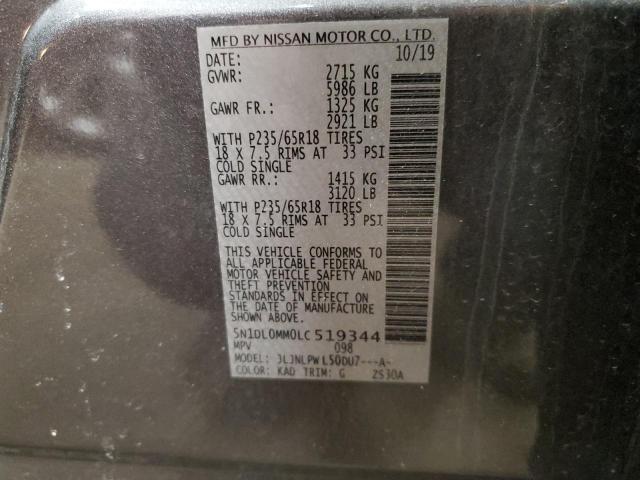 MFD BY NISSAN MOTOR CO., LTD.
DATE: 10/19
GVWR: 2715 KG
5986 LB
GAWR FR.: 1325 KG
2921 LB
WITH P235/65R18 TIRES
18 X 7.5 RIMS AT 33 PSI
COLD SINGLE
GAWR RR.: 1415 KG
3120 LB
WITH P235/65R18 TIRES
18 X 7.5 RIMS AT 33 PSI
COLD SINGLE
THIS VEHICLE CONFORMS TO
ALL APPLICABLE FEDERAL
MOTOR VEHICLE SAFETY AND
THEFT PREVENTION
STANDARDS IN EFFECT ON
THE DATE OF MANUFACTURE
SHOWN ABOVE.
5N1DL0MM0LC519344
MPV 098
MODEL: JLJNLPWL50DU7---A-
COLOR: KAD TRIM: G 2S30A